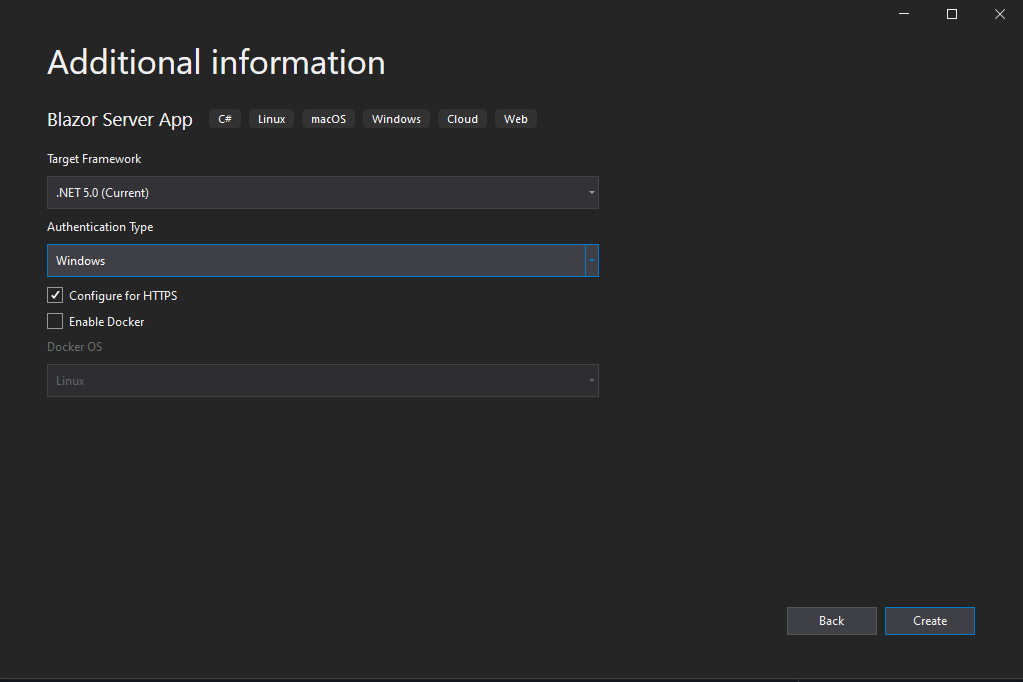 Additional information
Blazor Server App C# Linux macOS Windows Cloud Web
Target Framework
.NET 5.0 (Current)
Authentication Type
Windows
Configure for HTTPS
Enable Docker
Docker OS
Linux
Back Create